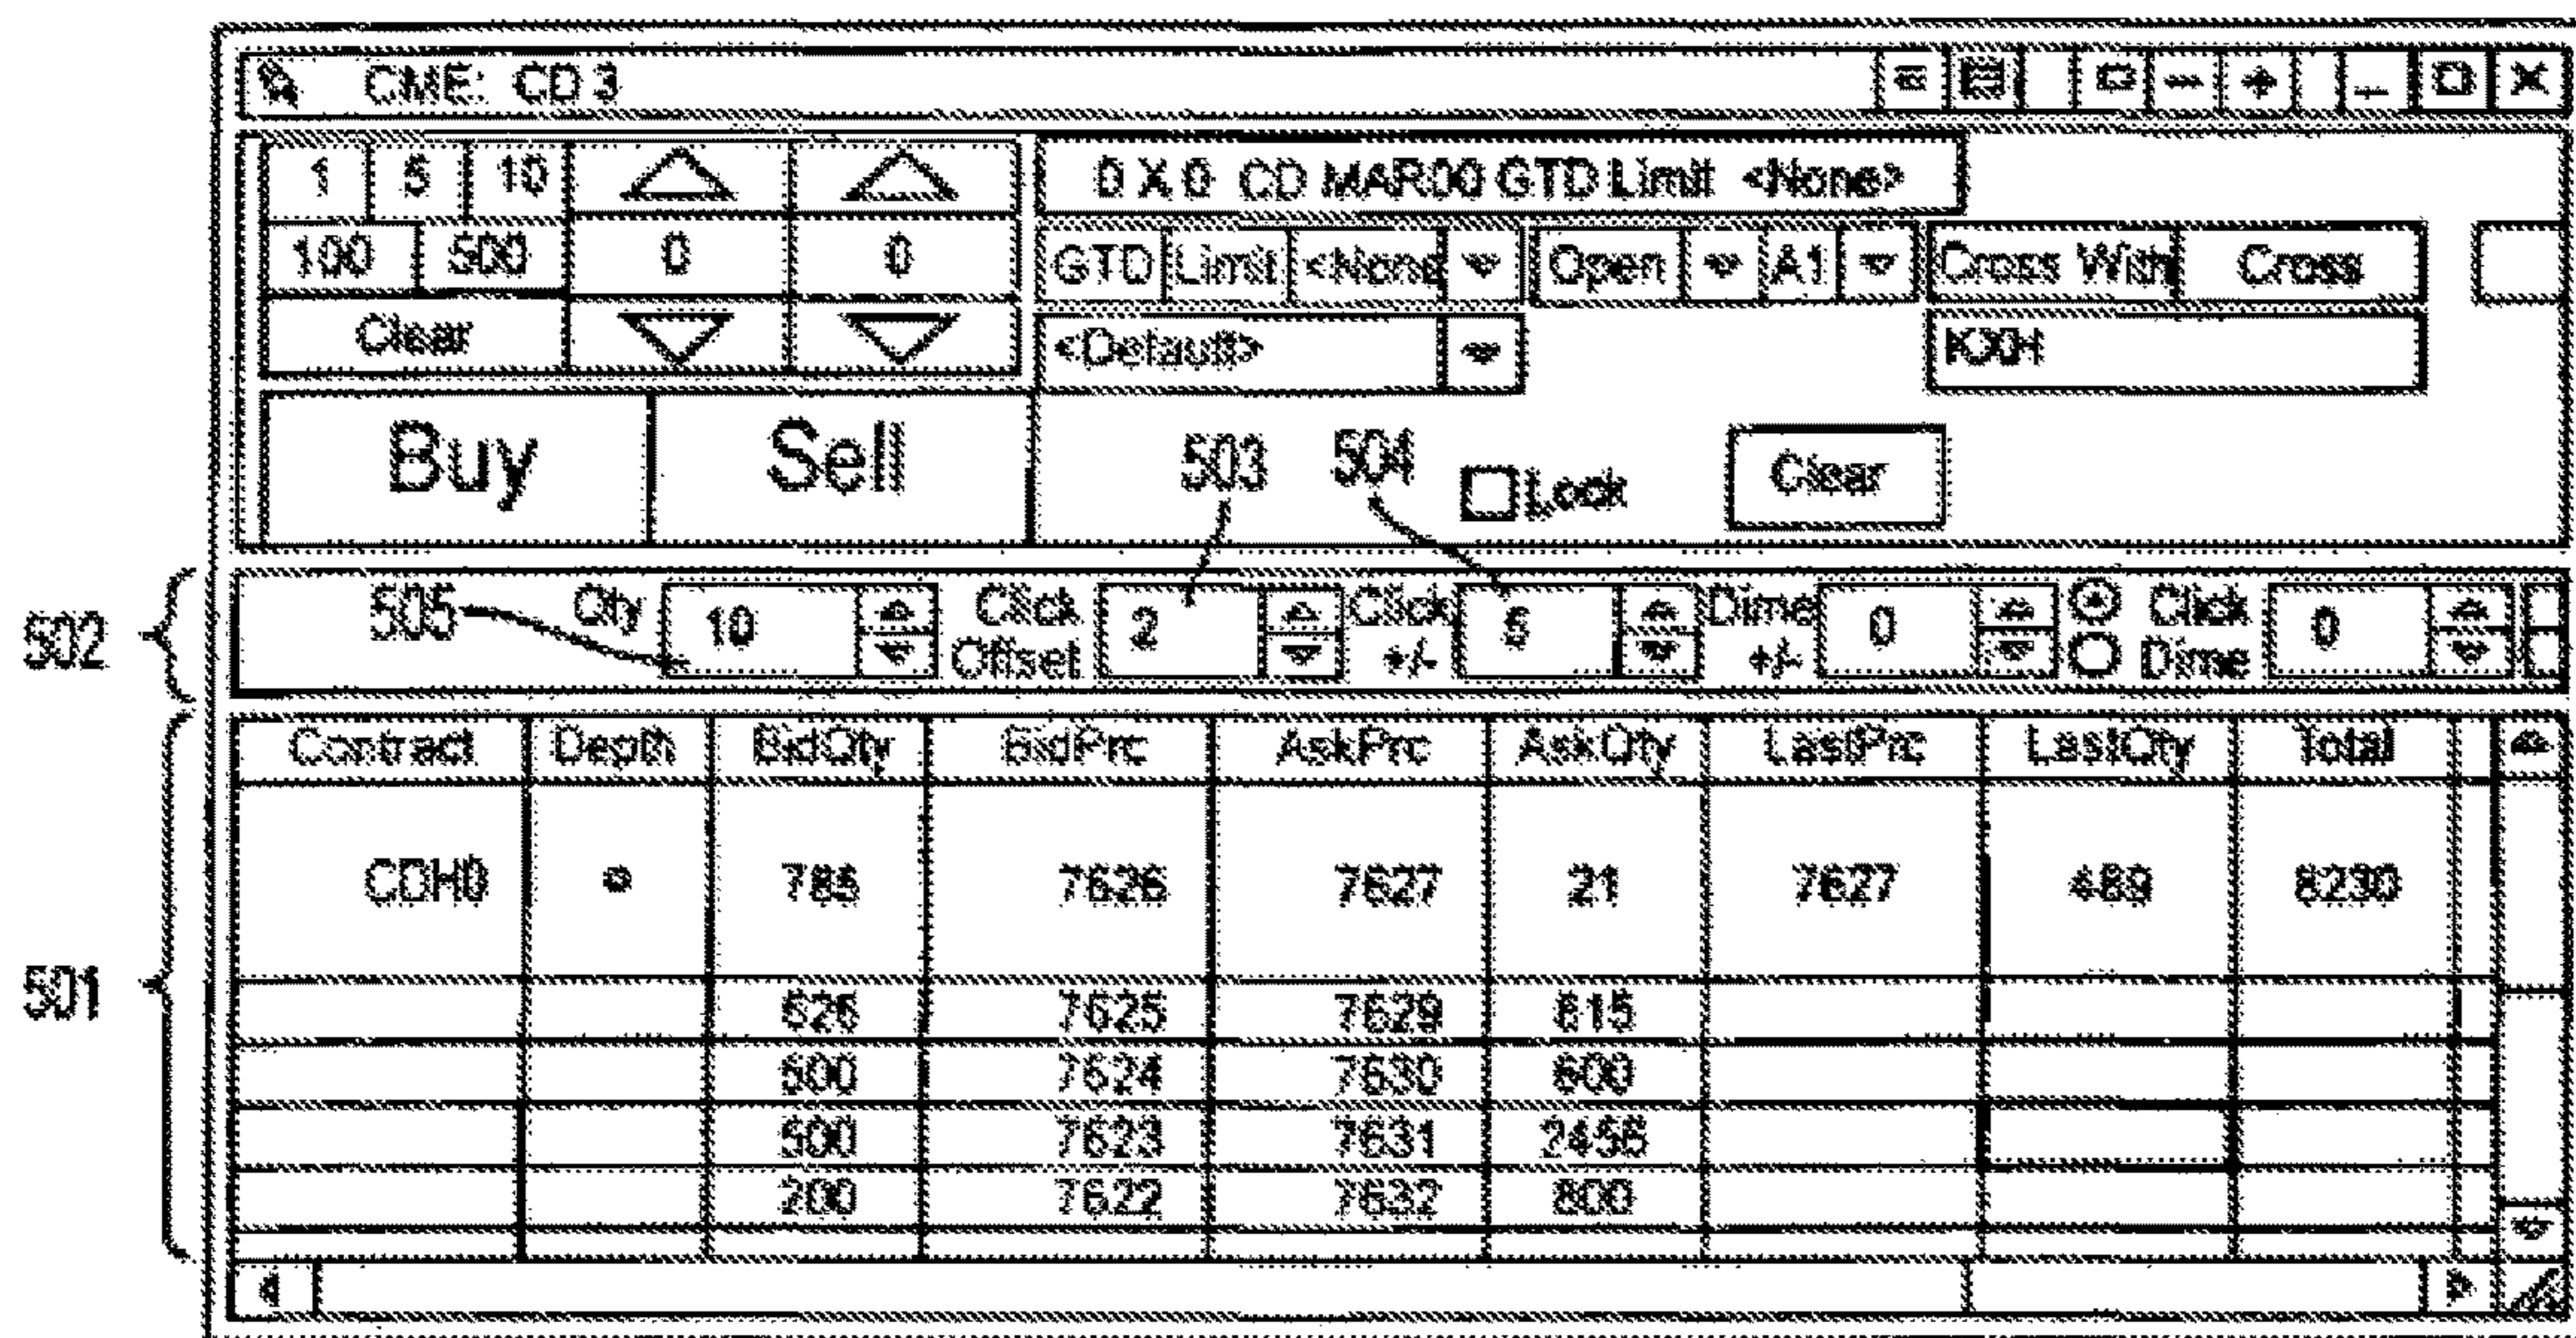 CME: CD 3
1 5 10
0 X 0 CD MAR00 GTD Limit <None>
100 500 0 0
GTD Limit <None Open A1 Cross With Cross
Clear
<Default> KXH
Buy Sell 503 504 Lock Clear
502 505 Qty 10 Click Offset 2 Click +/- Dime +/- 0 Click Dime 0
Contract Depth BidQty BidPrc AskPrc AskQty LastPrc LastQty Total
CDH0 785 7626 7627 21 7627 489 8230
501
7625 7629 815
500 7624 7630 600
500 7623 7631 2456
200 7622 7632 800